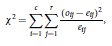 χ² = ∑_{i=1}^{c} ∑_{j=1}^{r} (o_{ij} − e_{ij})² / e_{ij},